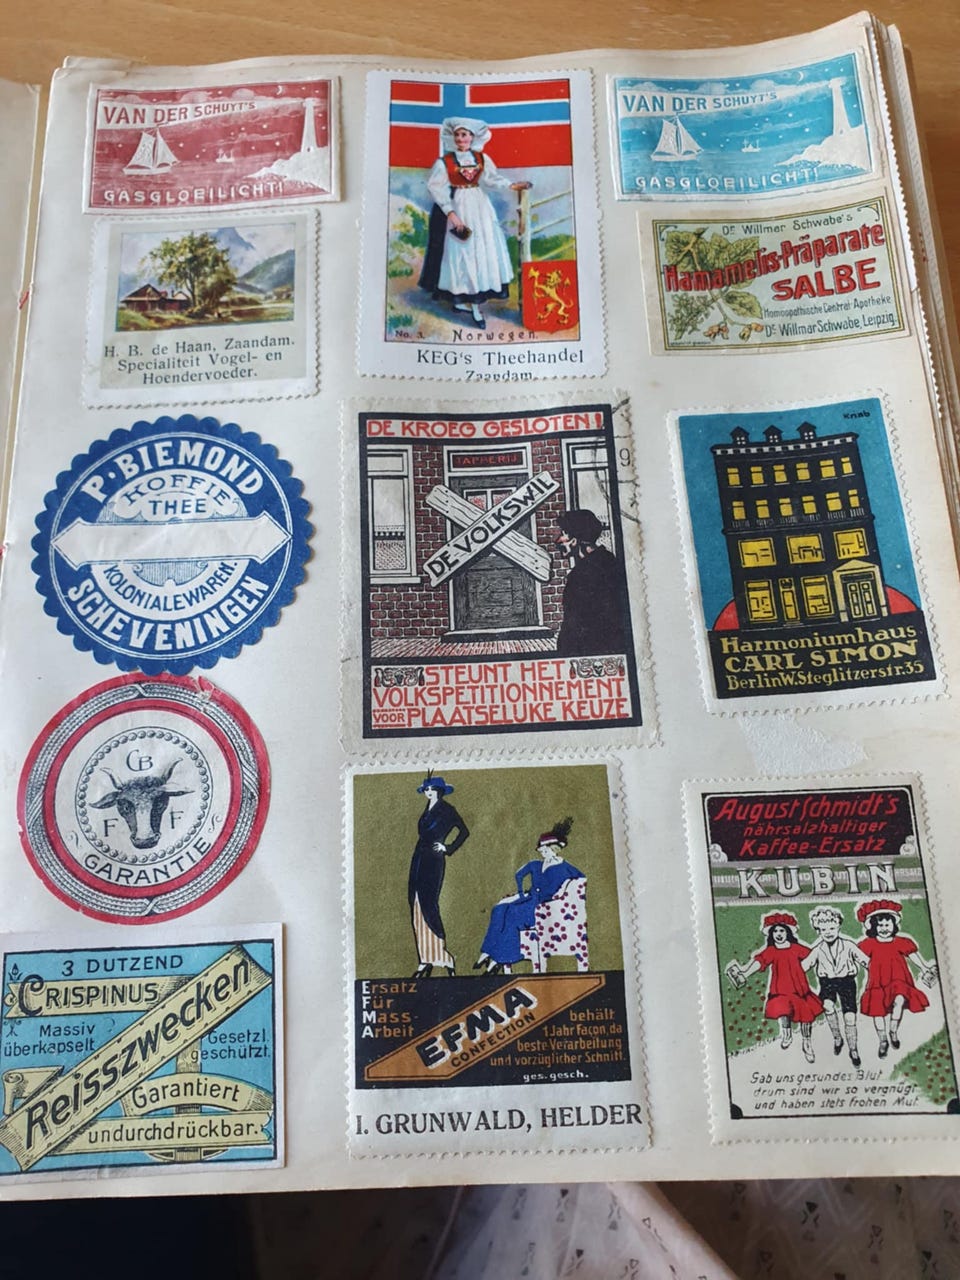 VAN DER SCHUYT'S
GASGLOEILICHT!
No. 3. Norwegen.
KEG's Theehandel
Zaandam.
VAN DER SCHUYT'S
GASGLOEILICHT!
H. B. de Haan, Zaandam.
Specialiteit Vogel- en
Hoendervoeder.
Dr. Willmar Schwabe's
Hamamelis-Präparate
SALBE
Homöopathische Central-Apotheke
Dr. Willmar Schwabe, Leipzig.
P. BIEMOND
KOFFIE
THEE
KOLONIALEWAREN.
SCHEVENINGEN
DE KROEG GESLOTEN!
TAPPERIJ
9
DE VOLKSWIL
STEUNT HET
VOLKSPETITIONNEMENT
VOOR PLAATSELIJKE KEUZE
Knab
Harmoniumhaus
CARL SIMON
Berlin W. Steglitzerstr. 35
CB
F F
GARANTIE
Ersatz
Für
Mass-
Arbeit
EFMA
CONFECTION
behält
1 Jahr Façon, da
beste Verarbeitung
und vorzüglicher Schnitt.
ges. gesch.
I. GRUNWALD, HELDER
August Schmidt's
nährsalzhaltiger
Kaffee-Ersatz
KUBIN
Gab uns gesundes Blut
drum sind wir so vergnügt
und haben stets frohen Mut.
3 DUTZEND
CRISPINUS
Massiv
überkapselt
Reisszwecken
Gesetzl.
geschützt.
Garantiert
undurchdrückbar.